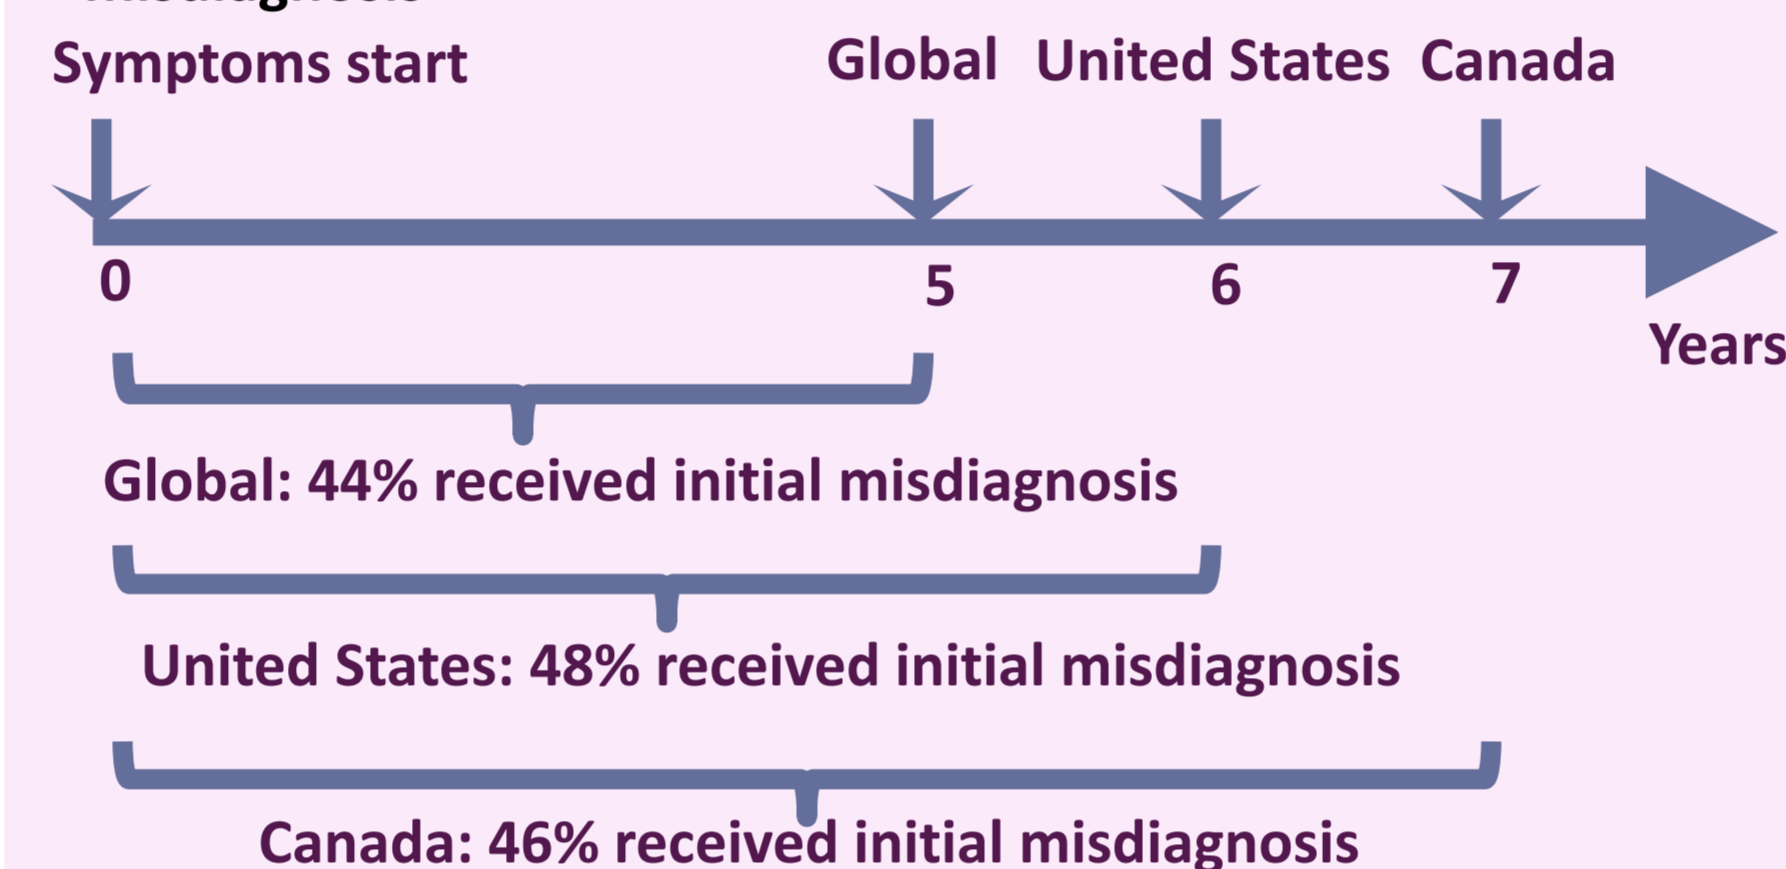 misdiagnosis
Symptoms start Global United States Canada
0 5 6 7
Years
Global: 44% received initial misdiagnosis
United States: 48% received initial misdiagnosis
Canada: 46% received initial misdiagnosis